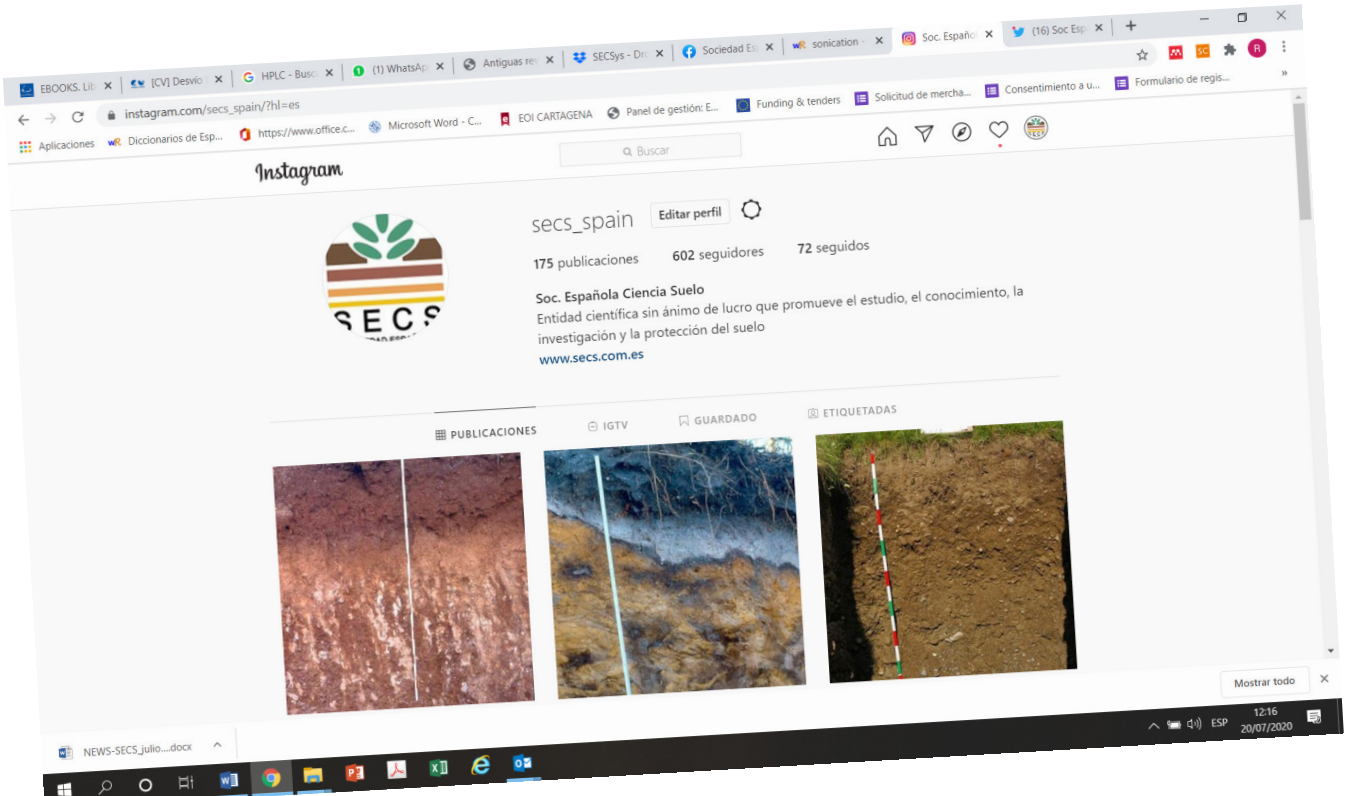 EBOOKS. Lib
[CV] Desvío
HPLC - Busc
(1) WhatsAp
Antiguas rev
SECSys - Dro
Sociedad Es
sonication -
Soc. Españo
(16) Soc Esp
instagram.com/secs_spain/?hl=es
SC
R
Aplicaciones
Diccionarios de Esp...
https://www.office.c...
Microsoft Word - C...
EOI CARTAGENA
Panel de gestión: E...
Funding & tenders
Solicitud de mercha...
Consentimiento a u...
Formulario de regis...
»
Instagram
Buscar
secs_spain Editar perfil
175 publicaciones 602 seguidores 72 seguidos
Soc. Española Ciencia Suelo
Entidad científica sin ánimo de lucro que promueve el estudio, el conocimiento, la
investigación y la protección del suelo
www.secs.com.es
SECS
PUBLICACIONES IGTV GUARDADO ETIQUETADAS
Mostrar todo
NEWS-SECS_julio....docx
ESP
12:16
20/07/2020